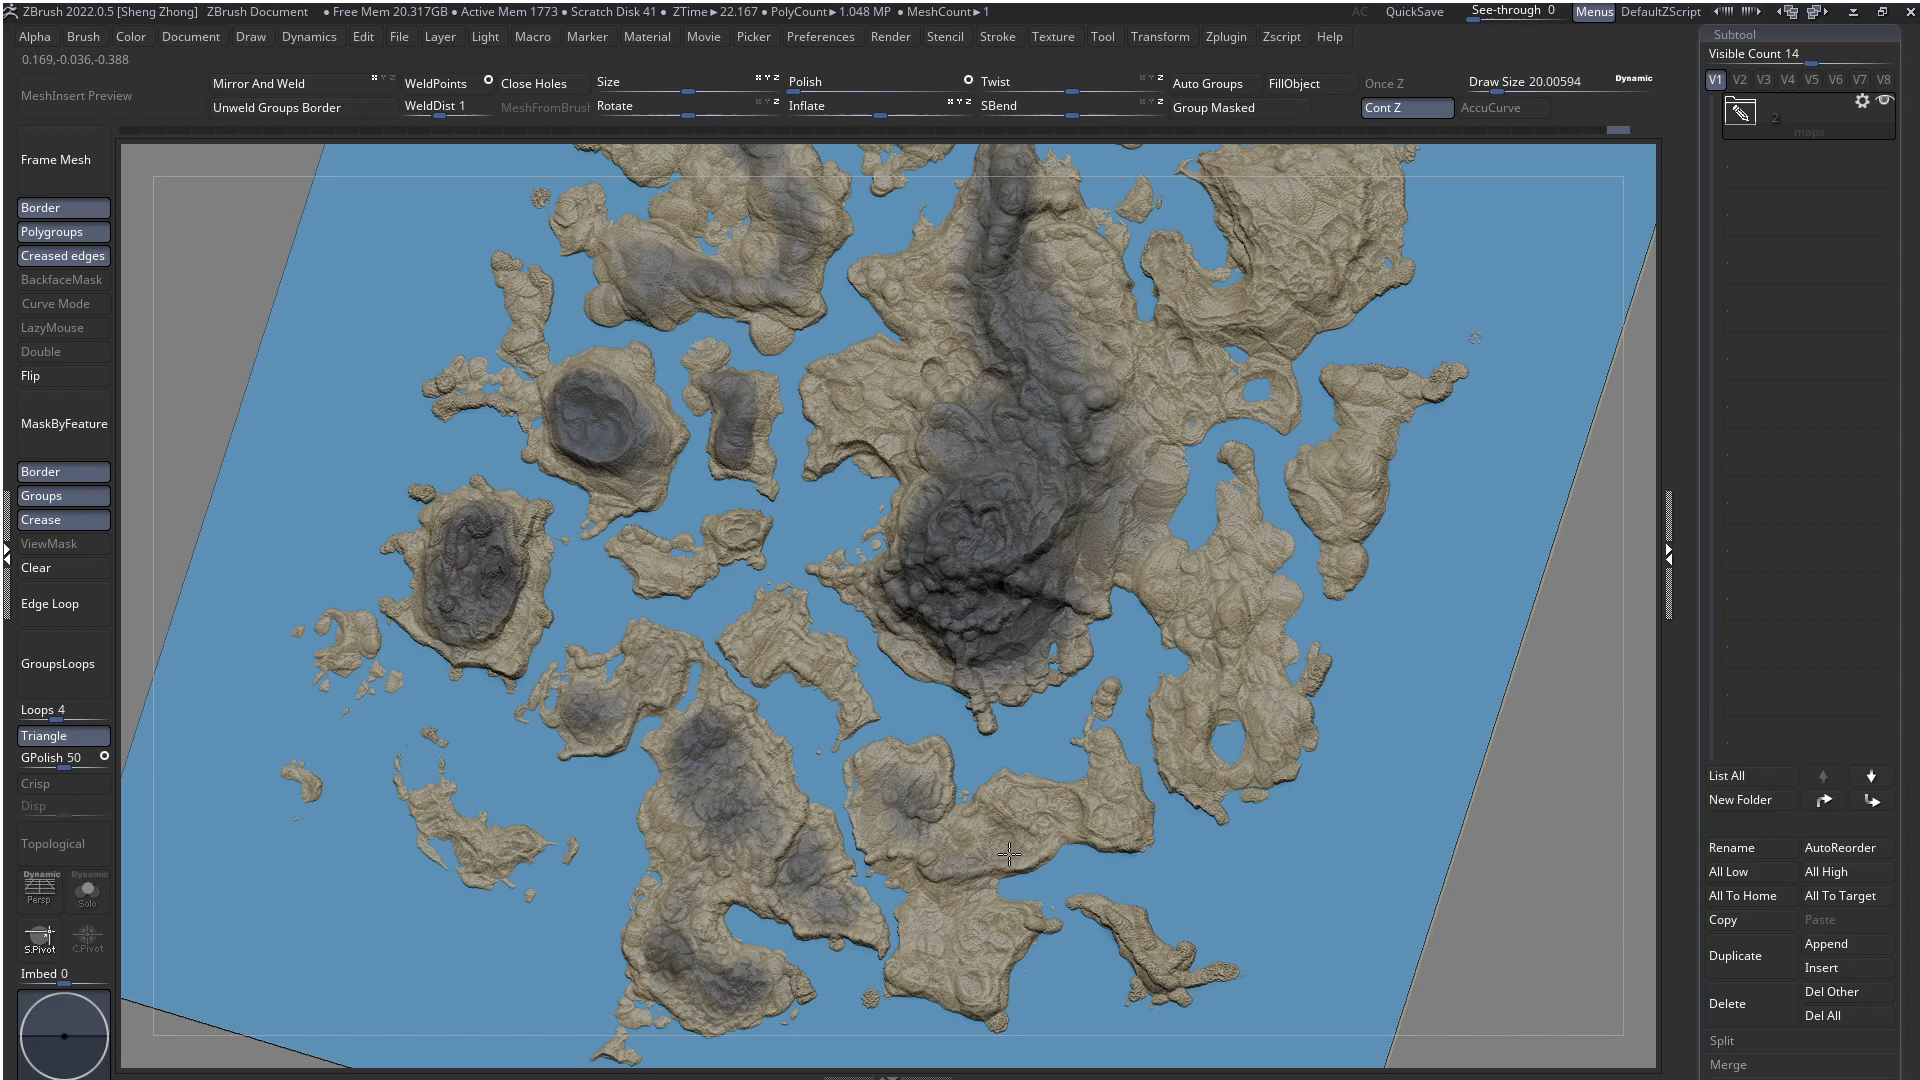 ZBrush 2022.0.5 [Sheng Zhong] ZBrush Document ● Free Mem 20.317GB ● Active Mem 1773 ● Scratch Disk 41 ● ZTime▶22.167 ● PolyCount▶1.048 MP ● MeshCount▶1 AC QuickSave See-through 0 Menus DefaultZScript
Alpha Brush Color Document Draw Dynamics Edit File Layer Light Macro Marker Material Movie Picker Preferences Render Stencil Stroke Texture Tool Transform Zplugin Zscript Help
0.169,-0.036,-0.388
MeshInsert Preview
Mirror And Weld WeldPoints Close Holes Size Polish Twist Auto Groups FillObject Once Z Draw Size 20.00594 Dynamic
Unweld Groups Border WeldDist 1 MeshFromBrush Rotate Inflate SBend Group Masked Cont Z AccuCurve
Frame Mesh
Border
Polygroups
Creased edges
BackfaceMask
Curve Mode
LazyMouse
Double
Flip
MaskByFeature
Border
Groups
Crease
ViewMask
Clear
Edge Loop
GroupsLoops
Loops 4
Triangle
GPolish 50
Crisp
Disp
Topological
Dynamic Dynamic
Persp Solo
S.Pivot C.Pivot
Imbed 0
Subtool
Visible Count 14
V1 V2 V3 V4 V5 V6 V7 V8
2
maps
List All
New Folder
Rename AutoReorder
All Low All High
All To Home All To Target
Copy Paste
Duplicate Append
Insert
Delete Del Other
Del All
Split
Merge